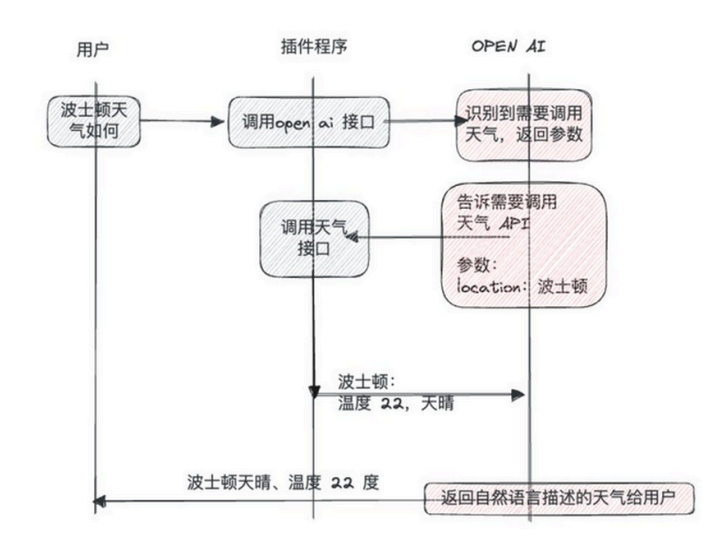 用户
插件程序
OPEN AI
波士顿天
气如何
调用open ai 接口
识别到需要调用
天气，返回参数
调用天气
接口
告诉需要调用
天气 API
参数：
location：波士顿
波士顿：
温度 22，天晴
波士顿天晴、温度 22 度
返回自然语言描述的天气给用户